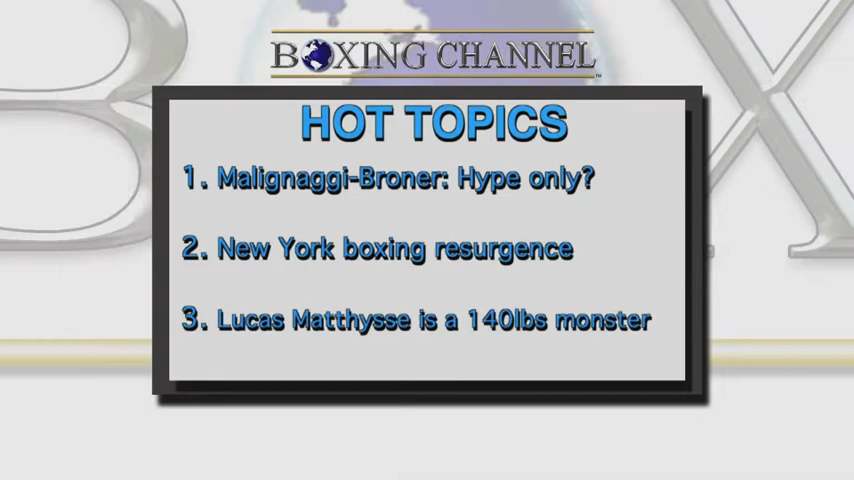 BOXING CHANNEL™
HOT TOPICS
1. Malignaggi-Broner: Hype only?
2. New York boxing resurgence
3. Lucas Matthysse is a 140lbs monster